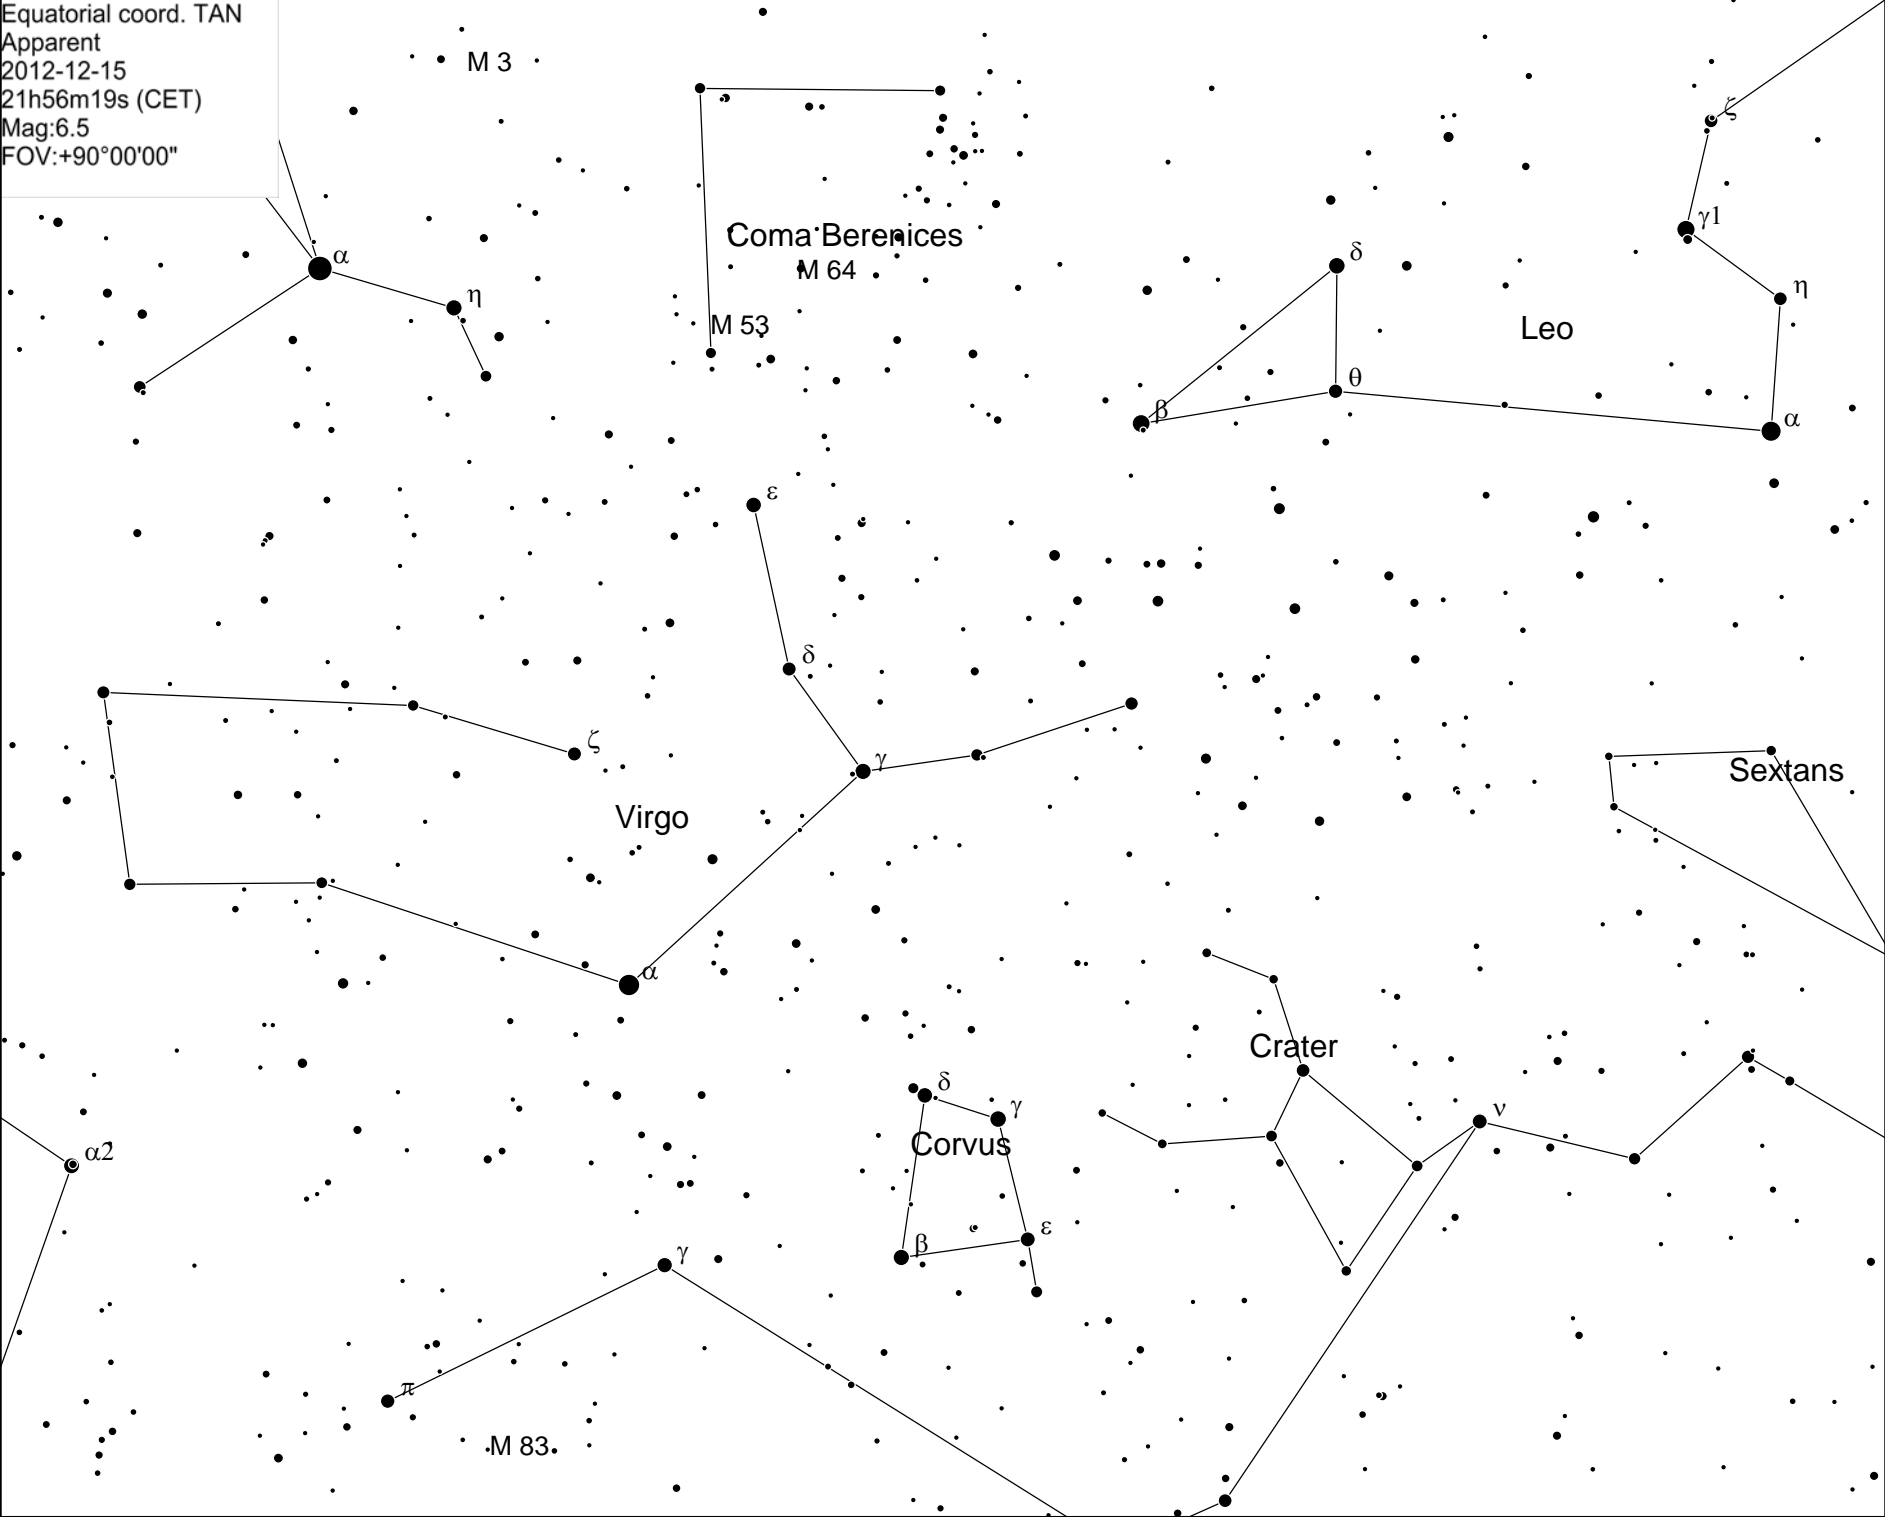 Equatorial coord. TAN
Apparent
2012-12-15
21h56m19s (CET)
Mag:6.5
FOV:+90°00'00"
M 3
ζ
γ1
α
Coma Berenices
δ
M 64
η
η
M 53
Leo
θ
β
α
ε
δ
ζ
γ
Sextans
Virgo
α
Crater
δ
γ
ν
Corvus
α2
ε
β
γ
π
M 83